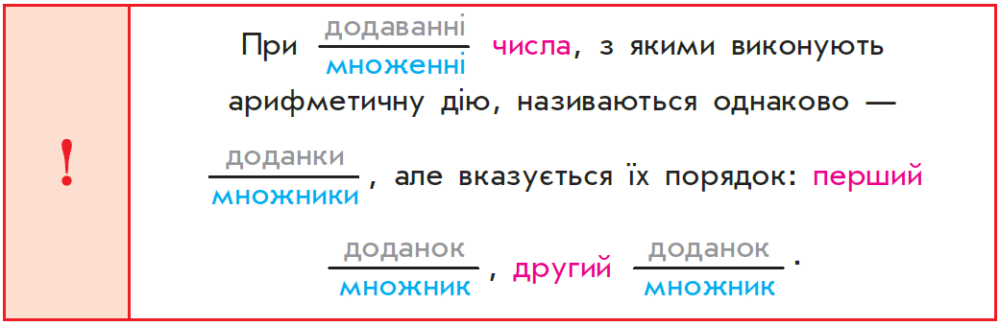 !
При додаванні/множенні числа, з якими виконують
арифметичну дію, називаються однаково —
доданки/множники, але вказується їх порядок: перший
доданок/множник, другий доданок/множник.